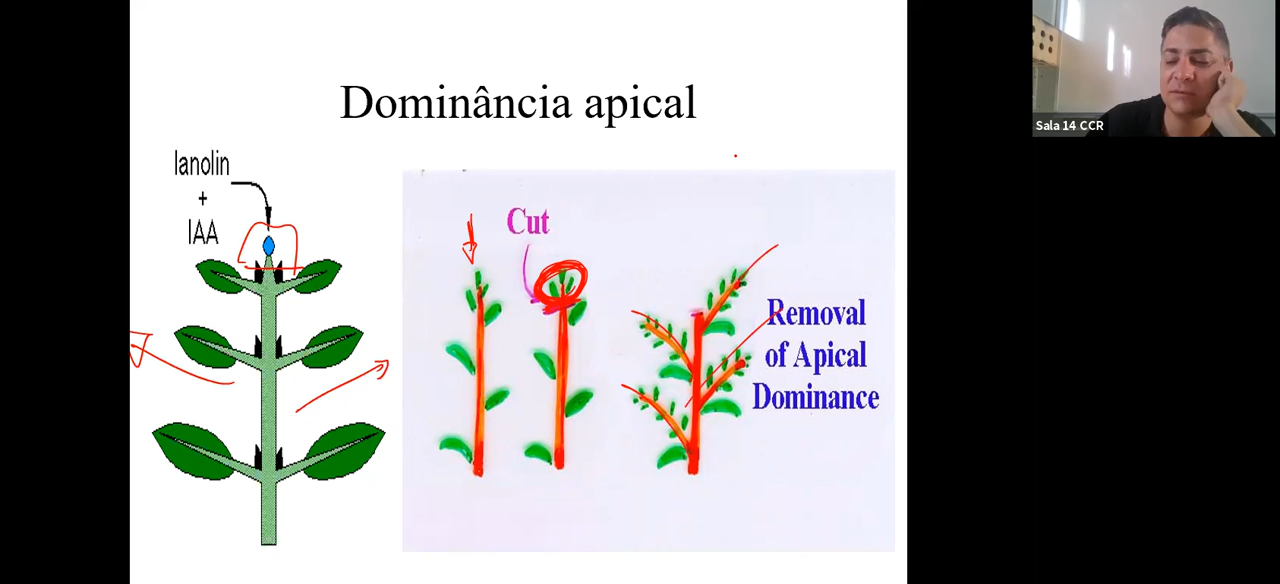 Dominância apical
lanolin
+
IAA
Cut
Removal
of Apical
Dominance
Sala 14 CCR